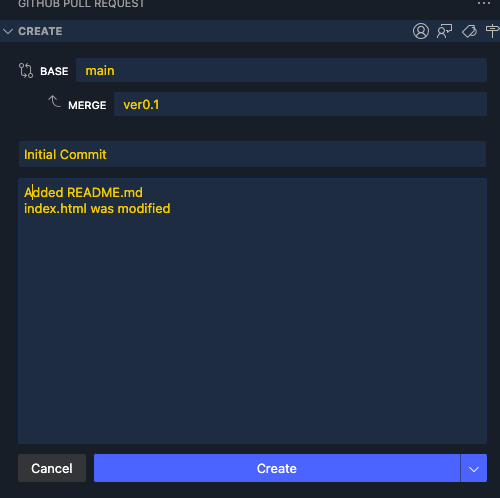 GITHUB PULL REQUEST
CREATE
BASE main
MERGE ver0.1
Initial Commit
Added README.md
index.html was modified
Cancel Create